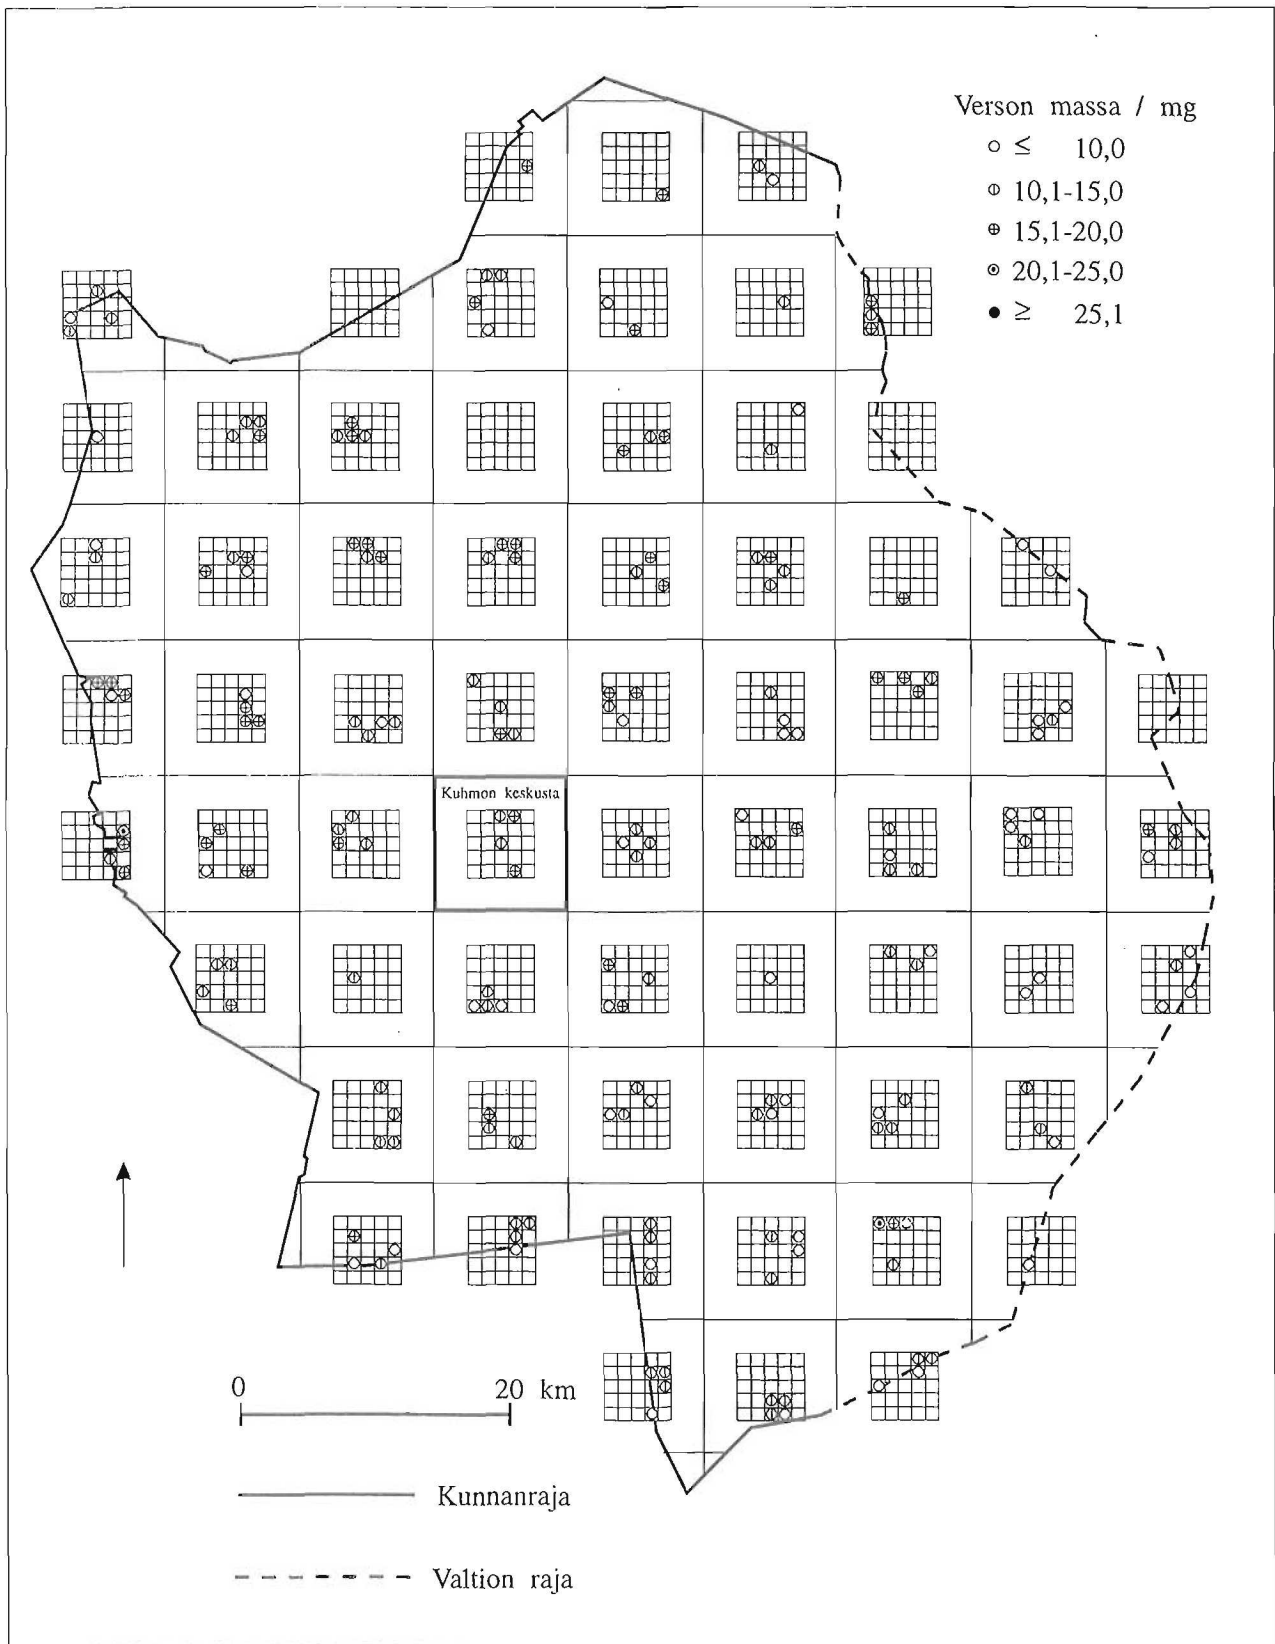 Verson massa / mg
○ ≤ 10,0
⦶ 10,1-15,0
⊕ 15,1-20,0
⊙ 20,1-25,0
● ≥ 25,1
Kuhmon keskusta
0 20 km
Kunnanraja
Valtion raja